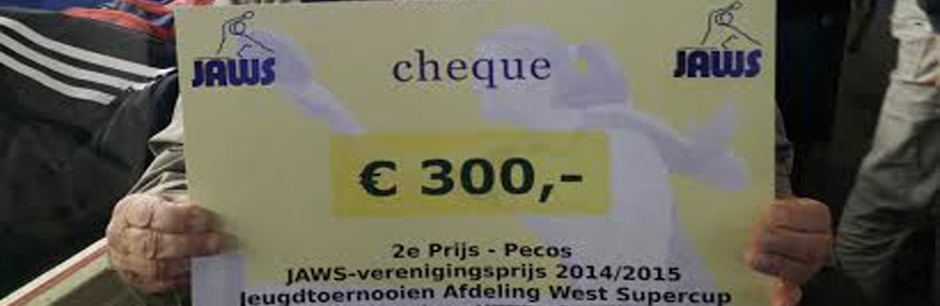 JAWS JAWS
cheque
€ 300,-
2e Prijs - Pecos
JAWS-verenigingsprijs 2014/2015
Jeugdtoernooien Afdeling West Supercup